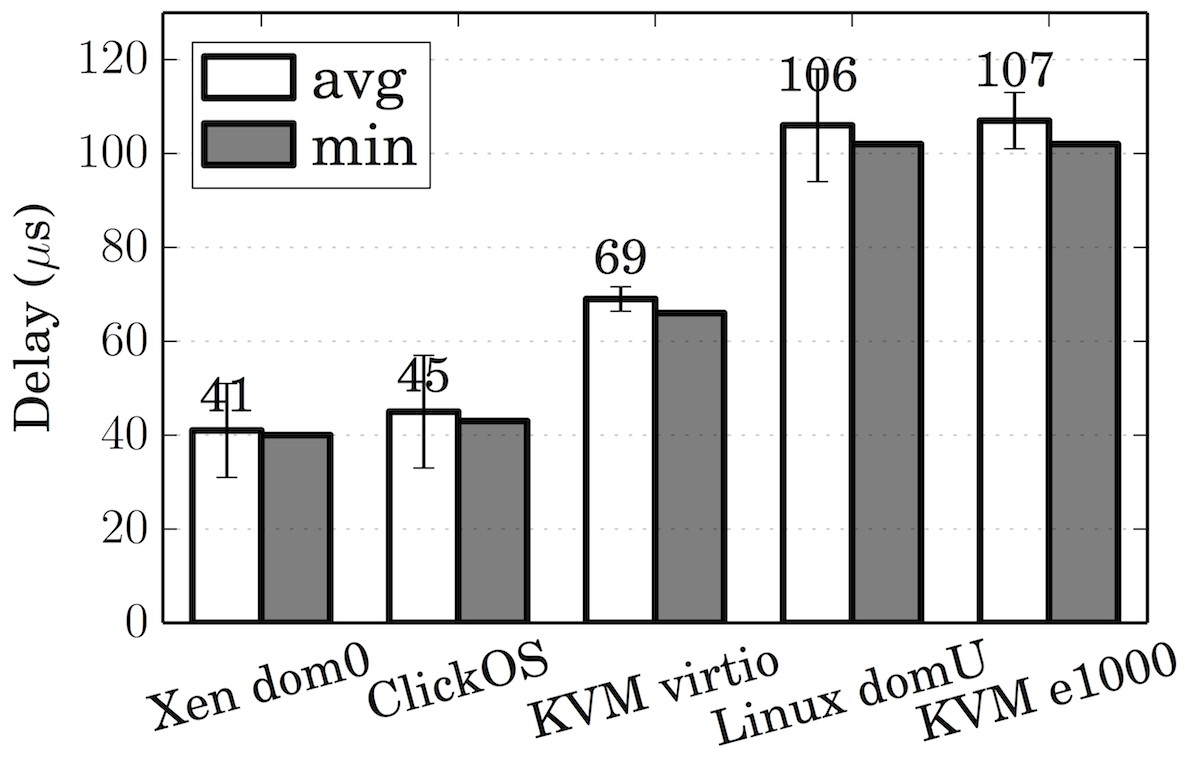 120
100
80
60
40
20
0
Delay (μs)
avg
min
41
45
69
106
107
Xen dom0
ClickOS
KVM virtio
Linux domU
KVM e1000